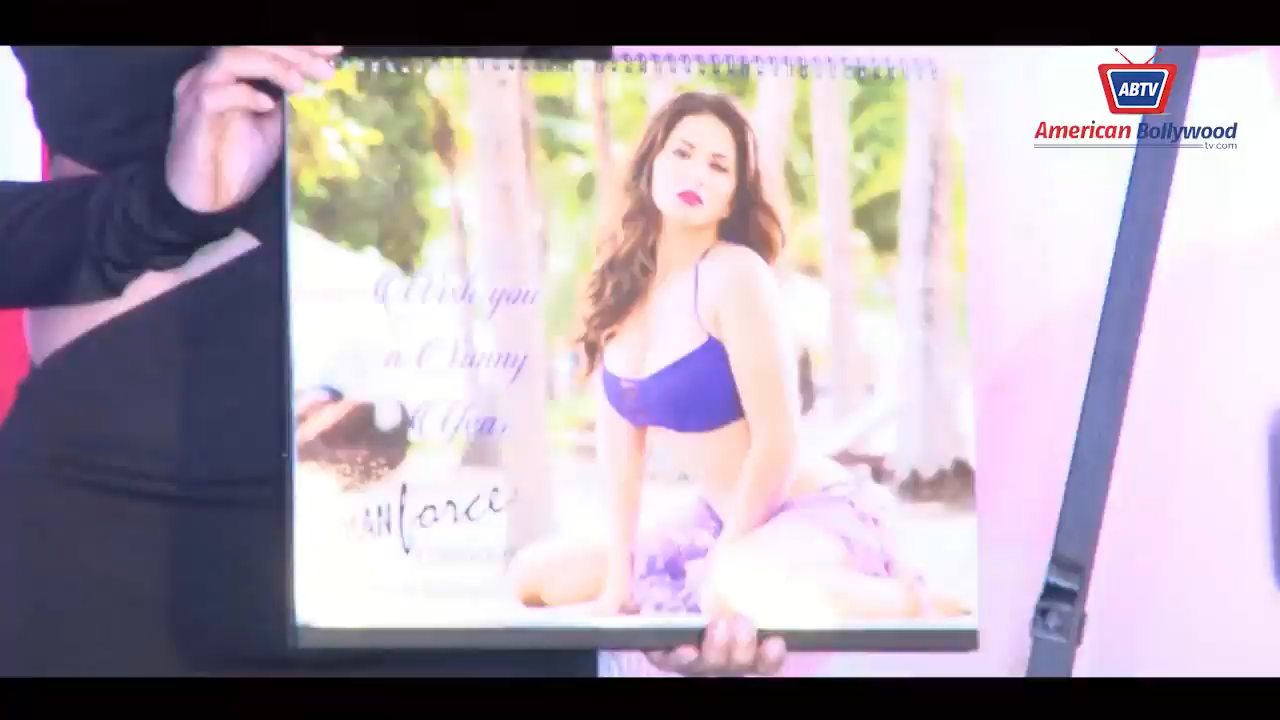 ABTV
American Bollywood
tv.com
Wish you
a Sunny
Year
MANforce